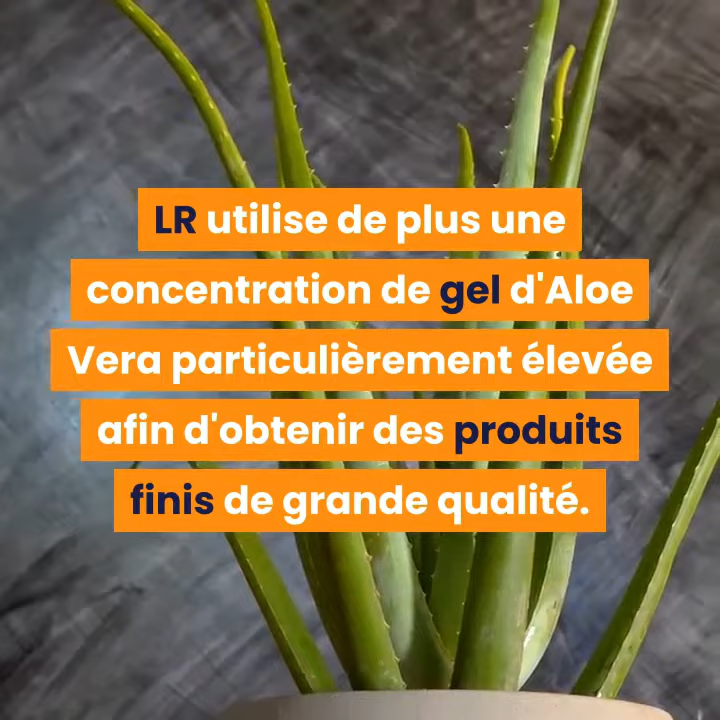 LR utilise de plus une
concentration de gel d'Aloe
Vera particulièrement élevée
afin d'obtenir des produits
finis de grande qualité.